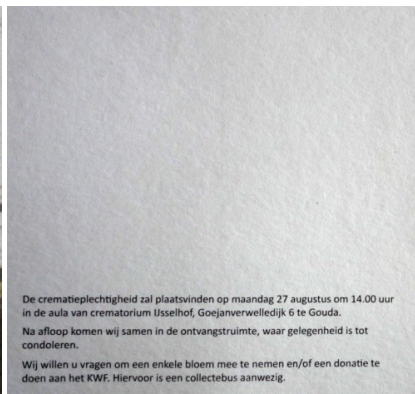 De crematieplechtigheid zal plaatsvinden op maandag 27 augustus om 14.00 uur
in de aula van crematorium IJsselhof, Goejanverwelledijk 6 te Gouda.
Na afloop komen wij samen in de ontvangstruimte, waar gelegenheid is tot
condoleren.
Wij willen u vragen om een enkele bloem mee te nemen en/of een donatie te
doen aan het KWF. Hiervoor is een collectebus aanwezig.